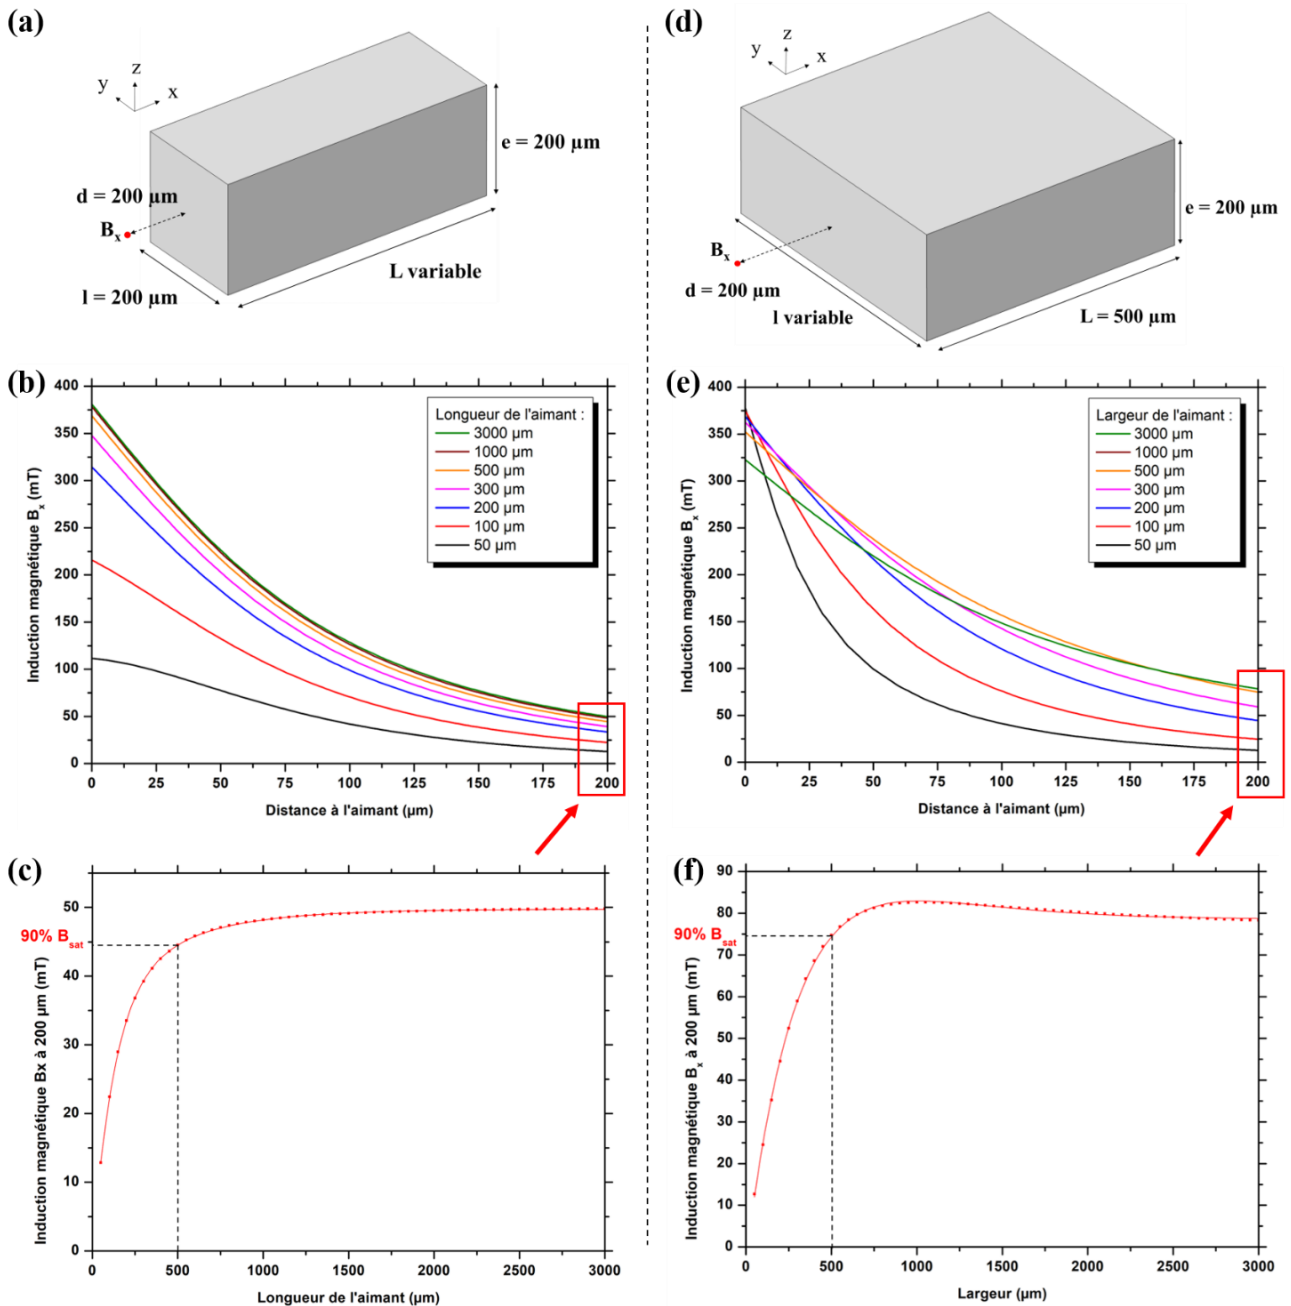 (a)
z
y
x
e = 200 µm
d = 200 µm
Bx
L variable
l = 200 µm
(d)
z
y
x
e = 200 µm
Bx
d = 200 µm
l variable
L = 500 µm
(b)
400
350
300
250
200
150
100
50
0
Induction magnétique Bx (mT)
Longueur de l'aimant :
3000 µm
1000 µm
500 µm
300 µm
200 µm
100 µm
50 µm
0 25 50 75 100 125 150 175 200
Distance à l'aimant (µm)
(e)
400
350
300
250
200
150
100
50
0
Induction magnétique Bx (mT)
Largeur de l'aimant :
3000 µm
1000 µm
500 µm
300 µm
200 µm
100 µm
50 µm
0 25 50 75 100 125 150 175 200
Distance à l'aimant (µm)
(c)
50
40
30
20
10
0
90% Bsat
Induction magnétique Bx à 200 µm (mT)
0 500 1000 1500 2000 2500 3000
Longueur de l'aimant (µm)
(f)
90
80
70
60
50
40
30
20
10
0
90% Bsat
Induction magnétique Bx à 200 µm (mT)
0 500 1000 1500 2000 2500 3000
Largeur (µm)